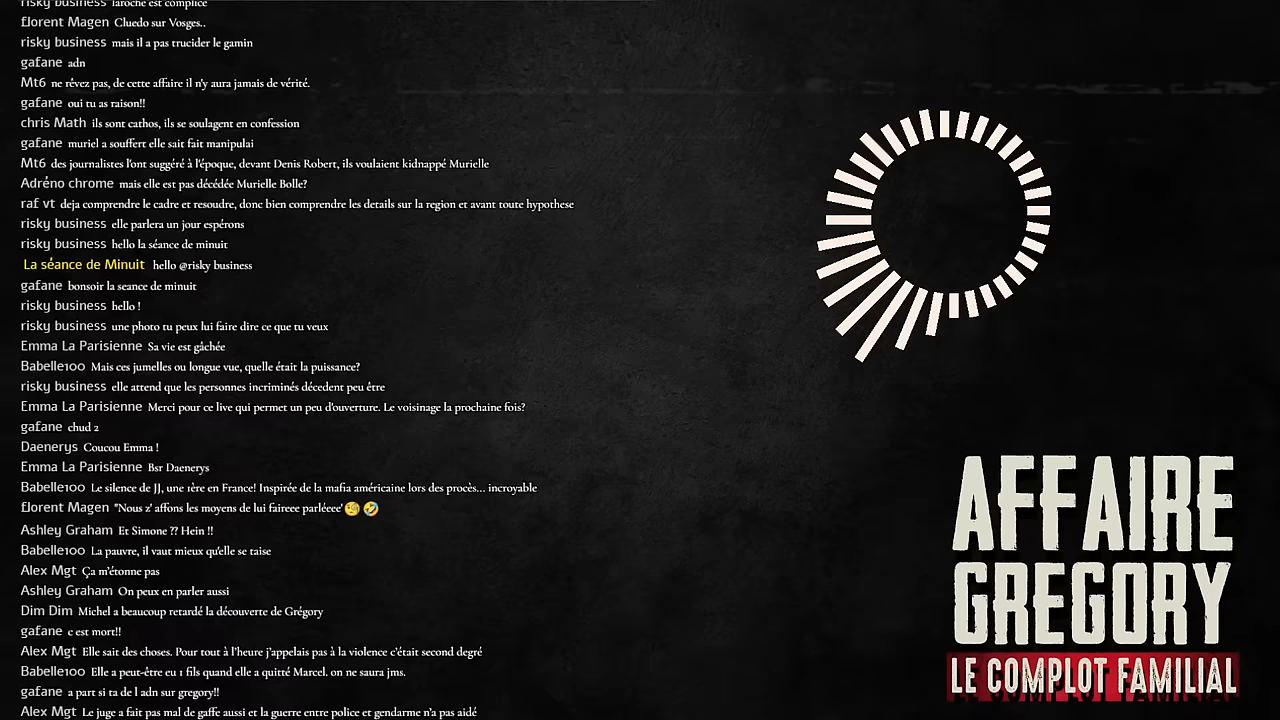 risky business laroche est complice
fJorent Magen Cluedo sur Vosges..
risky business mais il a pas trucider le gamin
gafane adn
Mt6 ne rêvez pas, de cette affaire il n'y aura jamais de vérité.
gafane oui tu as raison!!
chris Math ils sont cathos, ils se soulagent en confession
gafane muriel a souffert elle sait fait manipulai
Mt6 des journalistes l'ont suggéré à l'époque, devant Denis Robert, ils voulaient kidnappé Murielle
Adréno chrome mais elle est pas décédée Murielle Bolle?
raf vt deja comprendre le cadre et resoudre, donc bien comprendre les details sur la region et avant toute hypothese
risky business elle parlera un jour espérons
risky business hello la séance de minuit
La séance de Minuit hello @risky business
gafane bonsoir la seance de minuit
risky business hello !
risky business une photo tu peux lui faire dire ce que tu veux
Emma La Parisienne Sa vie est gâchée
Babelle100 Mais ces jumelles ou longue vue, quelle était la puissance?
risky business elle attend que les personnes incriminés décedent peu être
Emma La Parisienne Merci pour ce live qui permet un peu d'ouverture. Le voisinage la prochaine fois?
gafane chud 2
Daenerys Coucou Emma !
Emma La Parisienne Bsr Daenerys
Babelle100 Le silence de JJ, une 1ère en France! Inspirée de la mafia américaine lors des procès... incroyable
fJorent Magen "Nous z' affons les moyens de lui faireee parléeee' 🧐 🤣
Ashley Graham Et Simone ?? Hein !!
Babelle100 La pauvre, il vaut mieux qu'elle se taise
Alex Mgt Ça m'étonne pas
Ashley Graham On peux en parler aussi
Dim Dim Michel a beaucoup retardé la découverte de Grégory
gafane c est mort!!
Alex Mgt Elle sait des choses. Pour tout à l'heure j'appelais pas à la violence c'était second degré
Babelle100 Elle a peut-être eu 1 fils quand elle a quitté Marcel. on ne saura jms.
gafane a part si ta de l adn sur gregory!!
Alex Mgt Le juge a fait pas mal de gaffe aussi et la guerre entre police et gendarme n'a pas aidé
AFFAIRE
GREGORY
LE COMPLOT FAMILIAL